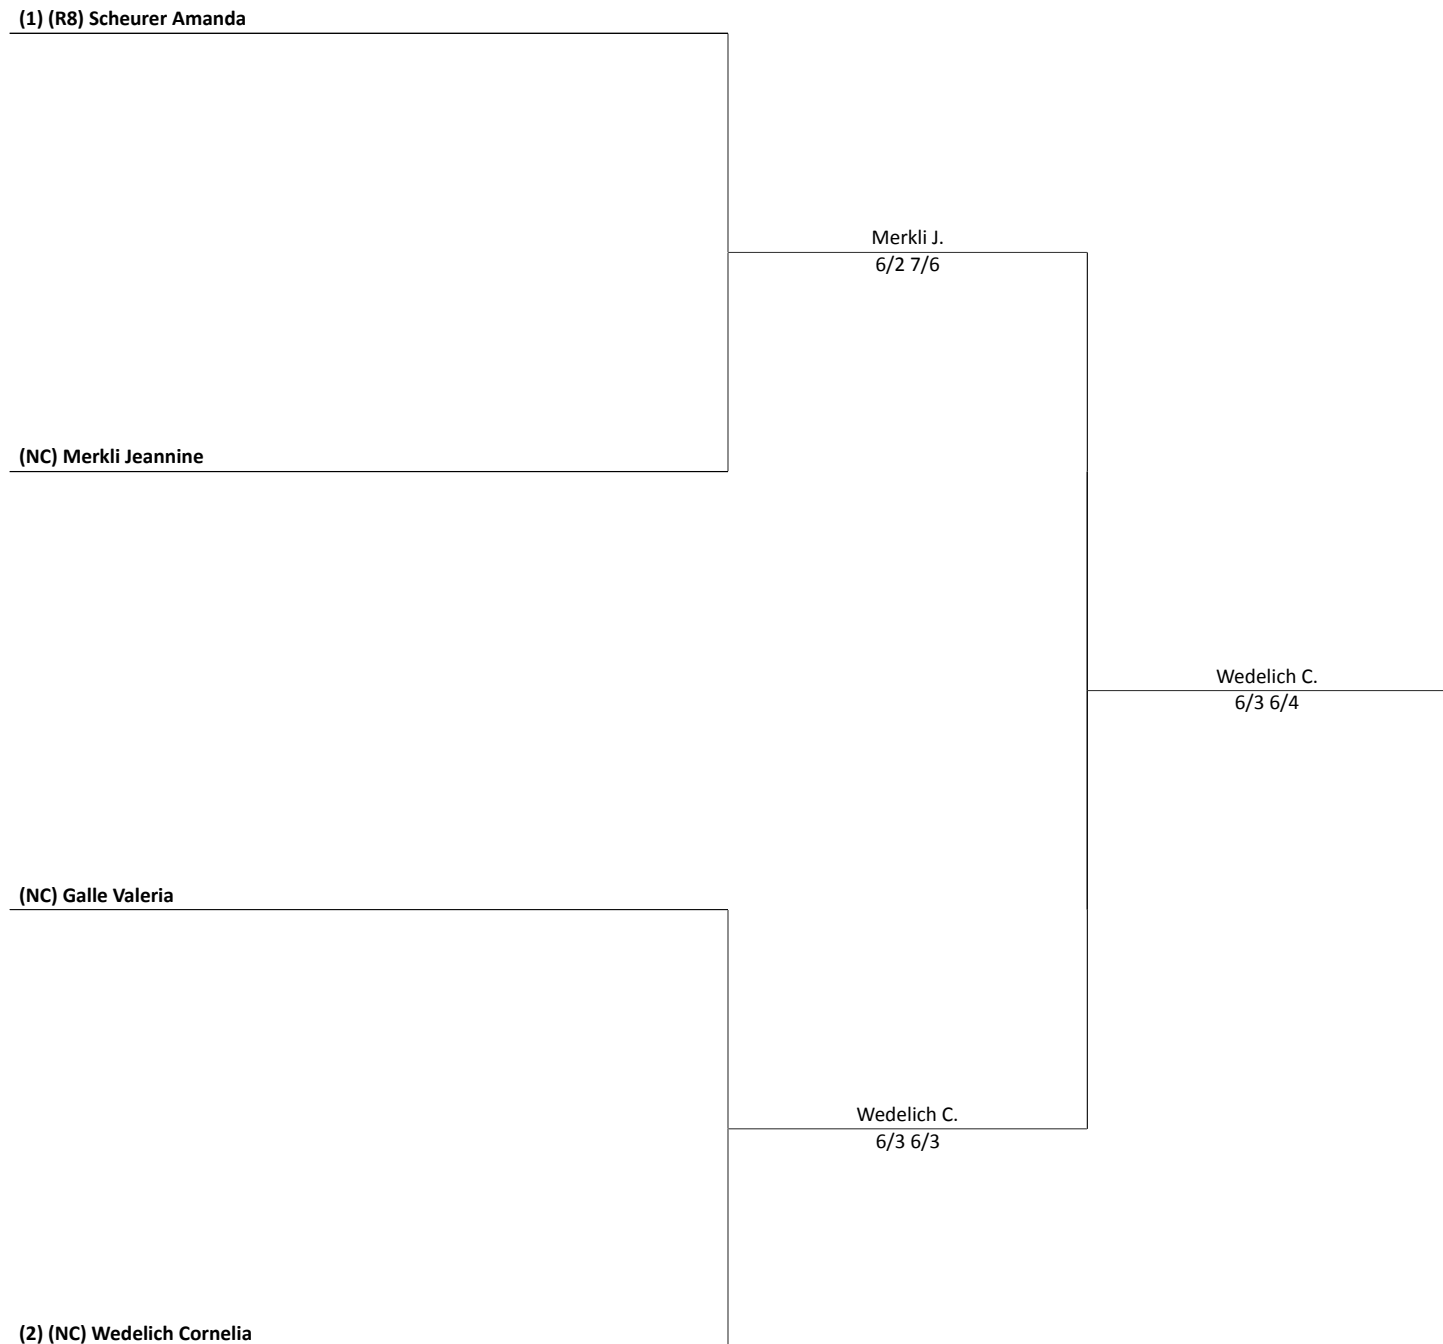 (1) (R8) Scheurer Amanda
Merkli J.
6/2 7/6
(NC) Merkli Jeannine
Wedelich C.
6/3 6/4
(NC) Galle Valeria
Wedelich C.
6/3 6/3
(2) (NC) Wedelich Cornelia